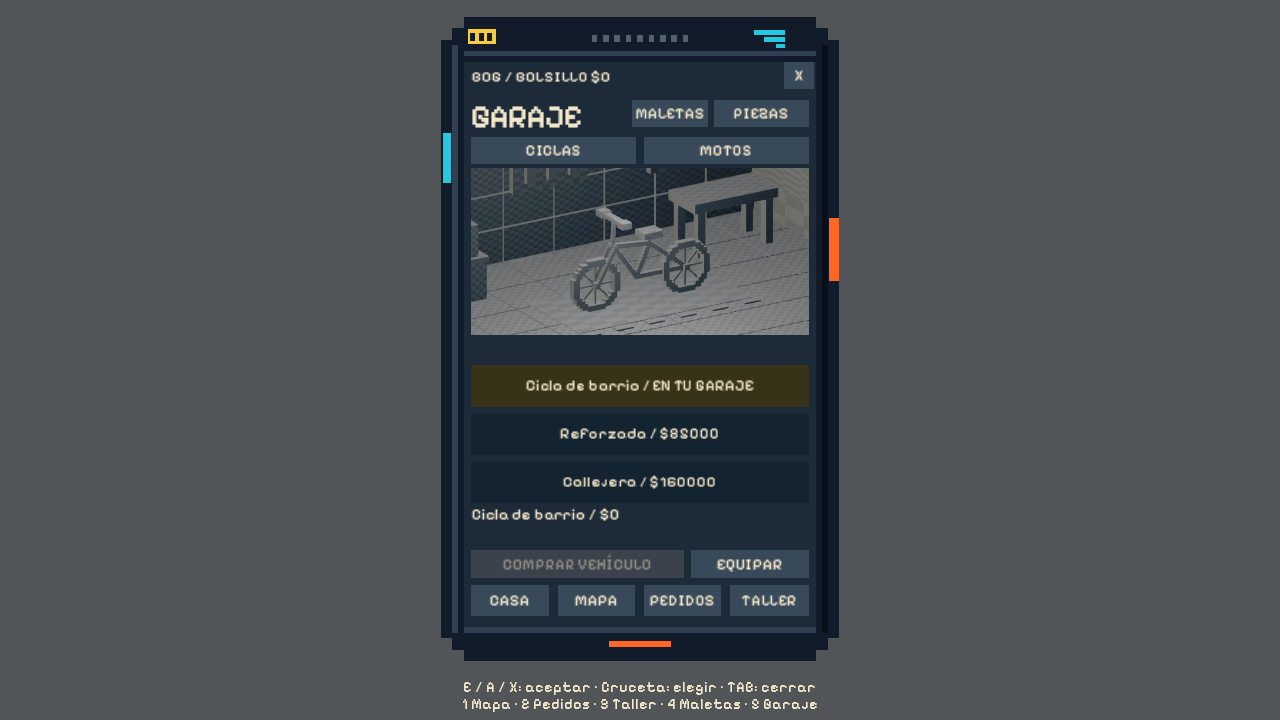 BOG / BOLSILLO $0
X
GARAJE
MALETAS
PIEZAS
CICLAS
MOTOS
Cicla de barrio / EN TU GARAJE
Reforzada / $85000
Callejera / $160000
Cicla de barrio / $0
COMPRAR VEHÍCULO
EQUIPAR
CASA
MAPA
PEDIDOS
TALLER
E / A / X: aceptar · Cruceta: elegir · TAB: cerrar
1 Mapa · 2 Pedidos · 3 Taller · 4 Maletas · 5 Garaje